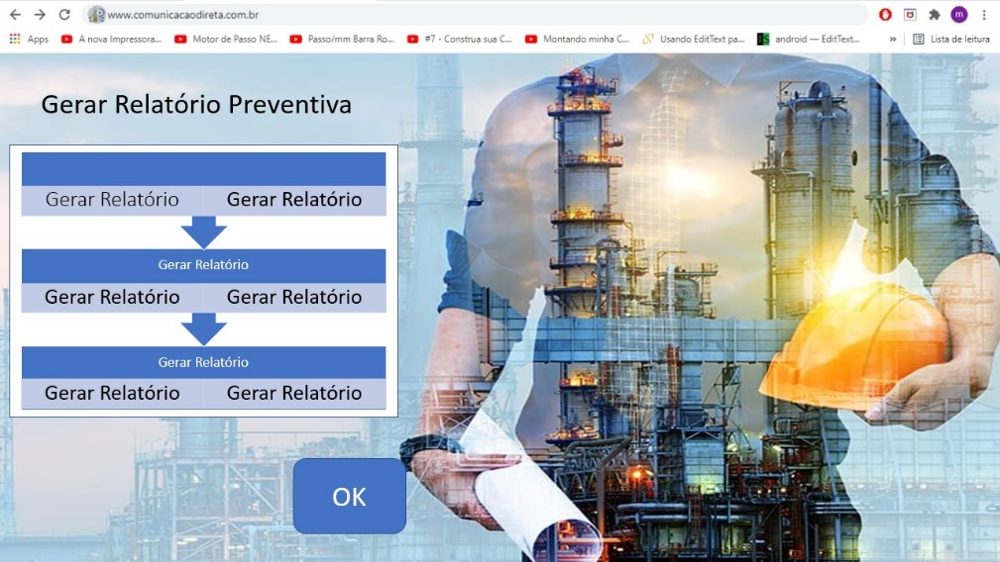 www.comunicacaodireta.com.br
Apps A nova Impressora... Motor de Passo NE... Passo/mm Barra Ro... #7 - Construa sua C... Montando minha C... Usando EditText pa... android — EditText... » Lista de leitura
Gerar Relatório Preventiva
Gerar Relatório Gerar Relatório
Gerar Relatório
Gerar Relatório Gerar Relatório
Gerar Relatório
Gerar Relatório Gerar Relatório
OK